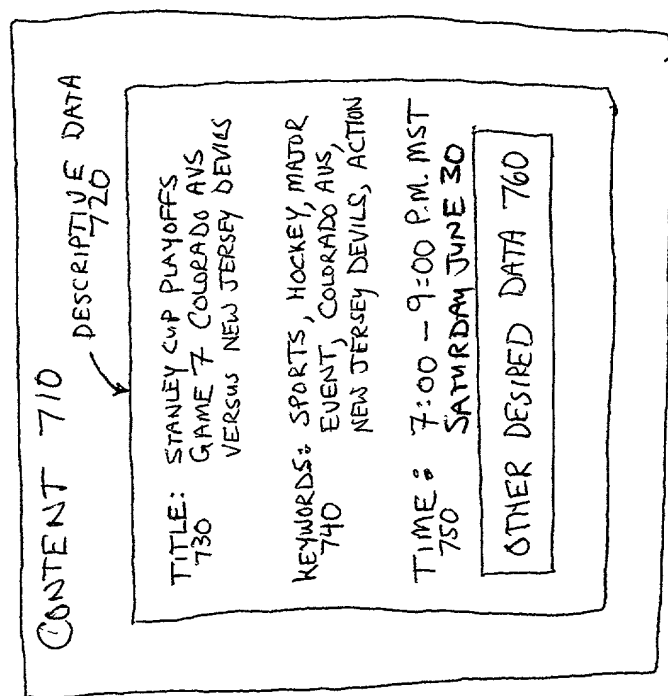 CONTENT 710
DESCRIPTIVE DATA
720
TITLE: STANLEY CUP PLAYOFFS
730 GAME 7 COLORADO AVS
VERSUS NEW JERSEY DEVILS
KEYWORDS: SPORTS, HOCKEY, MAJOR
740 EVENT, COLORADO AVS,
NEW JERSEY DEVILS, ACTION
TIME: 7:00 - 9:00 P.M. MST
750 SATURDAY JUNE 30
OTHER DESIRED DATA 760